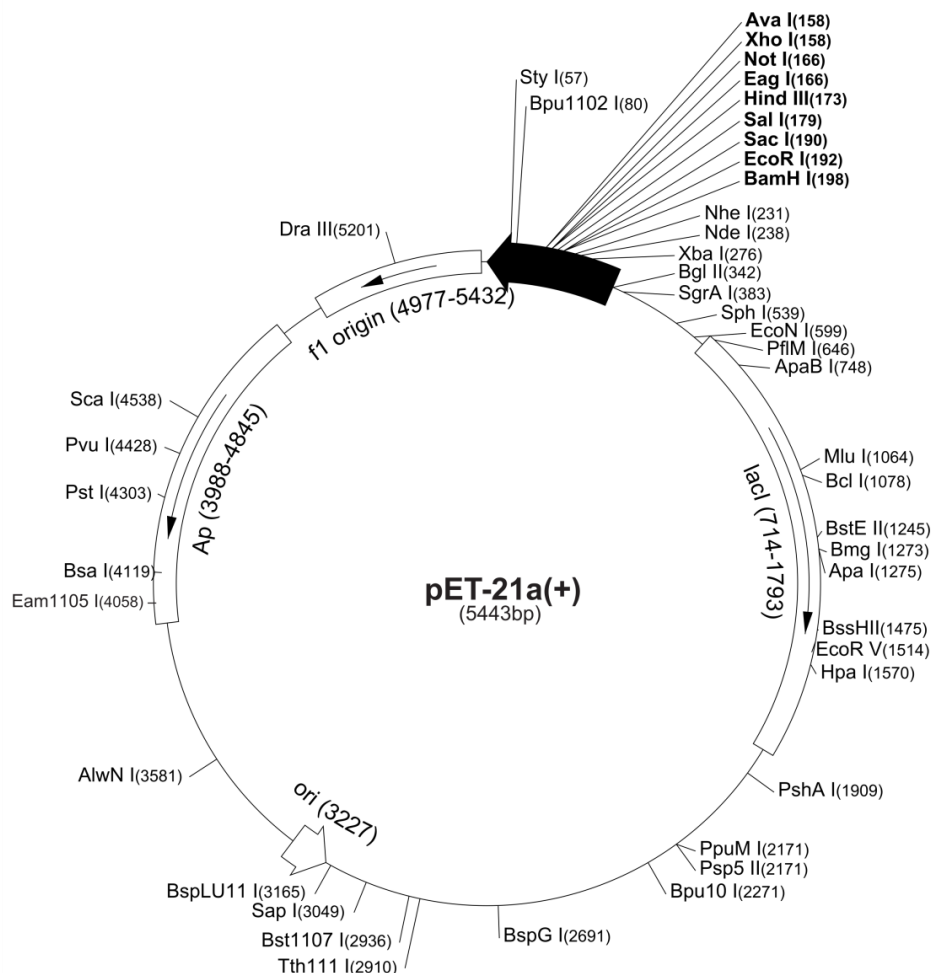 Ava I(158)
Xho I(158)
Not I(166)
Eag I(166)
Hind III(173)
Sal I(179)
Sac I(190)
EcoR I(192)
BamH I(198)
Sty I(57)
Bpu1102 I(80)
Nhe I(231)
Nde I(238)
Xba I(276)
Bgl II(342)
SgrA I(383)
Sph I(539)
EcoN I(599)
PflM I(646)
ApaB I(748)
Mlu I(1064)
Bcl I(1078)
BstE II(1245)
Bmg I(1273)
Apa I(1275)
BssHII(1475)
EcoR V(1514)
Hpa I(1570)
PshA I(1909)
PpuM I(2171)
Psp5 II(2171)
Bpu10 I(2271)
BspG I(2691)
Tth111 I(2910)
Bst1107 I(2936)
Sap I(3049)
BspLU11 I(3165)
AlwN I(3581)
Eam1105 I(4058)
Bsa I(4119)
Pst I(4303)
Pvu I(4428)
Sca I(4538)
Dra III(5201)
f1 origin (4977-5432)
Ap (3988-4845)
lacI (714-1793)
ori (3227)
pET-21a(+)
(5443bp)